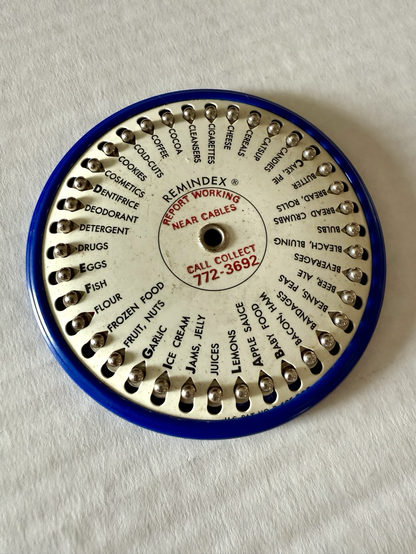 REMINDEX ®
REPORT WORKING
NEAR CABLES
CALL COLLECT
772-3692
APPLE SAUCE
BABY FOOD
BACON, HAM
BANDAGES
BEANS, PEAS
BEER, ALE
BEVERAGES
BLEACH, BLUING
BULBS
BREAD CRUMBS
BREAD, ROLLS
BUTTER
CAKE, PIE
CANDIES
CATSUP
CEREALS
CHEESE
CIGARETTES
CLEANSERS
COCOA
COFFEE
COLD-CUTS
COOKIES
COSMETICS
DENTIFRICE
DEODORANT
DETERGENT
DRUGS
EGGS
FISH
FLOUR
FROZEN FOOD
FRUIT, NUTS
GARLIC
ICE CREAM
JAMS, JELLY
JUICES
LEMONS